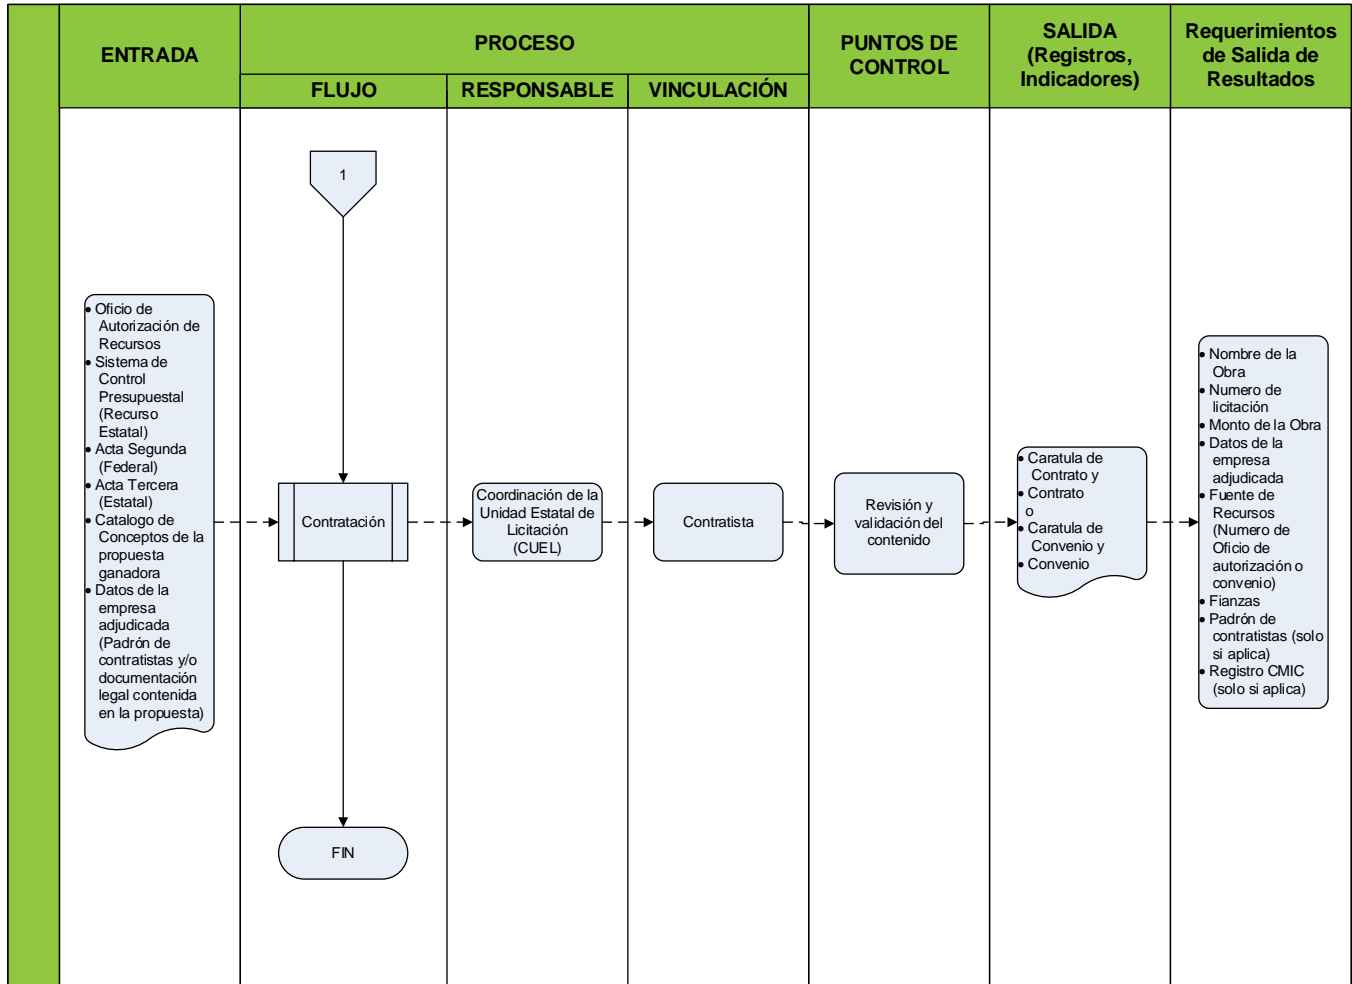 ENTRADA
PROCESO
PUNTOS DE
CONTROL
SALIDA
(Registros,
Indicadores)
Requerimientos
de Salida de
Resultados
FLUJO
RESPONSABLE
VINCULACIÓN
1
• Oficio de
Autorización de
Recursos
• Sistema de
Control
Presupuestal
(Recurso
Estatal)
• Acta Segunda
(Federal)
• Acta Tercera
(Estatal)
• Catalogo de
Conceptos de la
propuesta
ganadora
• Datos de la
empresa
adjudicada
(Padrón de
contratistas y/o
documentación
legal contenida
en la propuesta)
Contratación
Coordinación de la
Unidad Estatal de
Licitación
(CUEL)
Contratista
Revisión y
validación del
contenido
• Caratula de
Contrato y
• Contrato
o
• Caratula de
Convenio y
• Convenio
• Nombre de la
Obra
• Numero de
licitación
• Monto de la Obra
• Datos de la
empresa
adjudicada
• Fuente de
Recursos
(Numero de
Oficio de
autorización o
convenio)
• Fianzas
• Padrón de
contratistas (solo
si aplica)
• Registro CMIC
(solo si aplica)
FIN